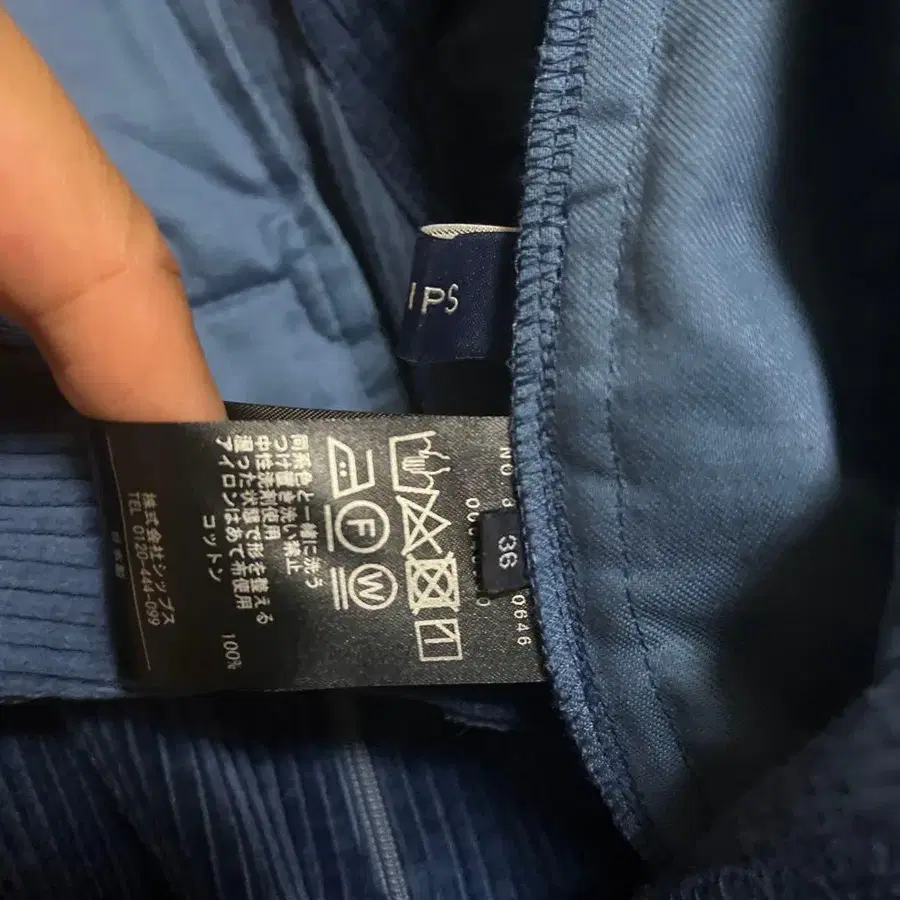 IPS
36
0646
コットン 100%
同系色と一緒に洗う
つけ置き洗い禁止
中性洗剤使用
湿った状態で形を整える
アイロンはあて布使用
F
W
株式会社シップス
TEL 0120-444-099